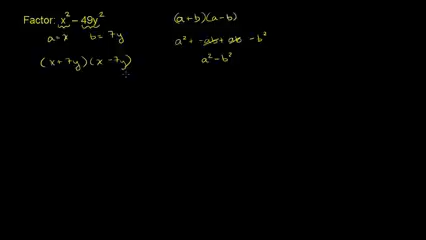 Factor: x² – 49y²
a=x b=7y
(x+7y)(x-7y)
(a+b)(a-b)
a² + -ab + ab - b²
a² - b²